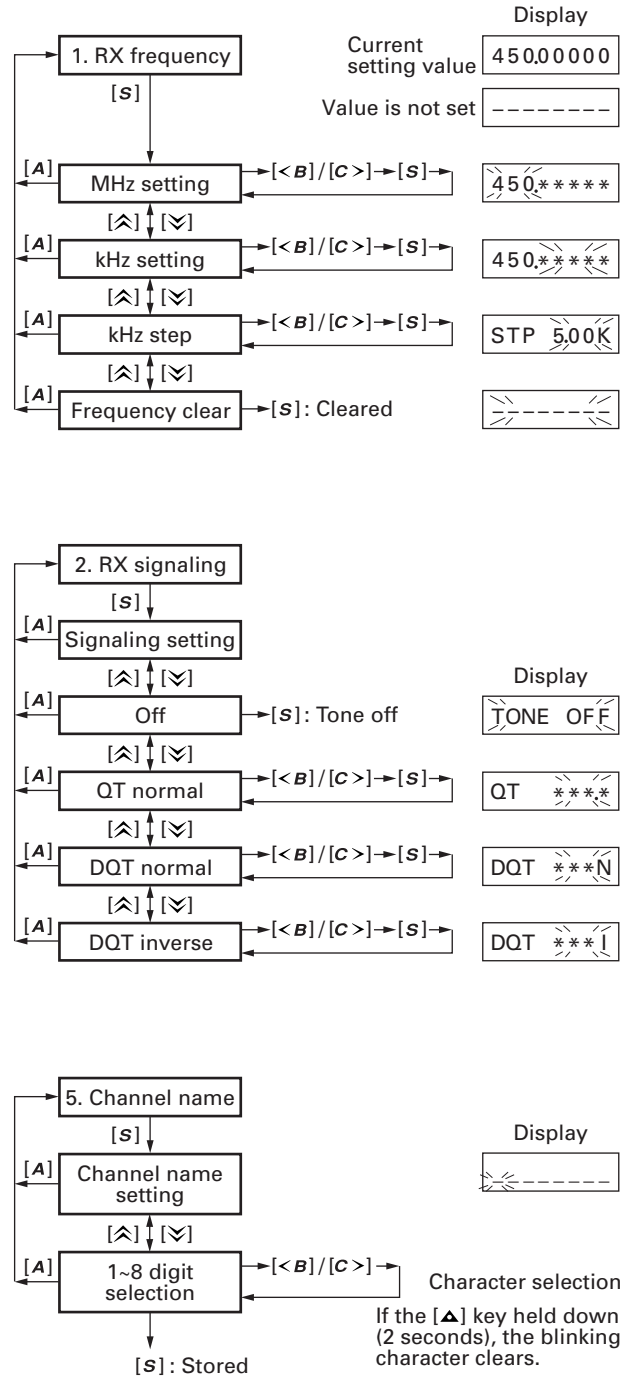 Display
1. RX frequency
Current setting value
450.00000
[S]
Value is not set
--------
[A]
MHz setting
[<B]/[C>] [S]
450.*****
[︽] [︾]
[A]
kHz setting
[<B]/[C>] [S]
450.*****
[︽] [︾]
[A]
kHz step
[<B]/[C>] [S]
STP 5.00K
[︽] [︾]
[A]
Frequency clear
[S]: Cleared
--------
2. RX signaling
[S]
[A]
Signaling setting
[︽] [︾]
Display
[A]
Off
[S]: Tone off
TONE OFF
[︽] [︾]
[A]
QT normal
[<B]/[C>] [S]
QT ***.*
[︽] [︾]
[A]
DQT normal
[<B]/[C>] [S]
DQT ***N
[︽] [︾]
[A]
DQT inverse
[<B]/[C>] [S]
DQT ***I
5. Channel name
[S]
Display
[A]
Channel name
setting
--------
[︽] [︾]
[A]
1~8 digit
selection
[<B]/[C>]
Character selection
If the [▲] key held down
(2 seconds), the blinking
character clears.
[S]: Stored